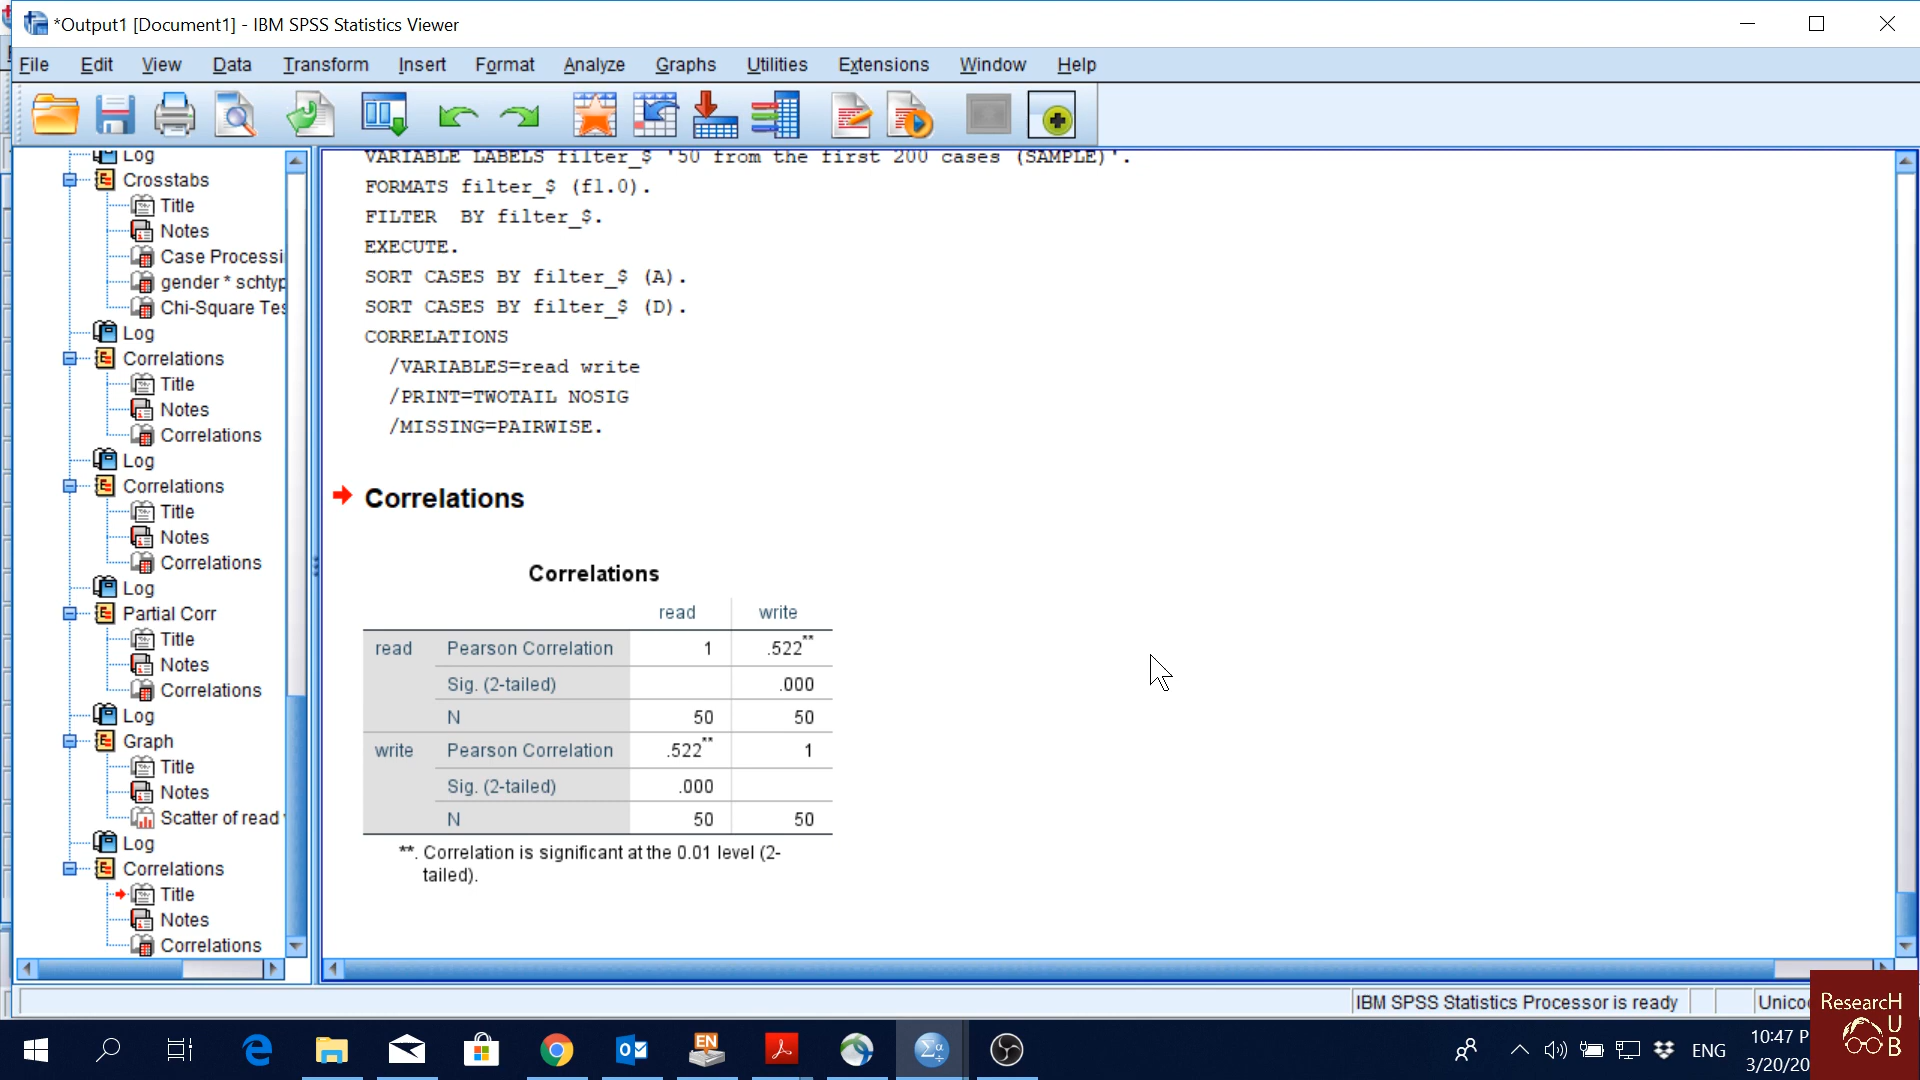 *Output1 [Document1] - IBM SPSS Statistics Viewer
File Edit View Data Transform Insert Format Analyze Graphs Utilities Extensions Window Help
Log
Crosstabs
Title
Notes
Case Processi
gender * schtyp
Chi-Square Tes
Log
Correlations
Title
Notes
Correlations
Log
Correlations
Title
Notes
Correlations
Log
Partial Corr
Title
Notes
Correlations
Log
Graph
Title
Notes
Scatter of read
Log
Correlations
Title
Notes
Correlations
VARIABLE LABELS filter_$ '50 from the first 200 cases (SAMPLE)'.
FORMATS filter_$ (f1.0).
FILTER BY filter_$.
EXECUTE.
SORT CASES BY filter_$ (A).
SORT CASES BY filter_$ (D).
CORRELATIONS
/VARIABLES=read write
/PRINT=TWOTAIL NOSIG
/MISSING=PAIRWISE.
Correlations
Correlations
read write
read Pearson Correlation 1 .522**
Sig. (2-tailed) .000
N 50 50
write Pearson Correlation .522** 1
Sig. (2-tailed) .000
N 50 50
**. Correlation is significant at the 0.01 level (2-
tailed).
IBM SPSS Statistics Processor is ready Unico
ResearcH
U
B
EN
ENG
10:47 P
3/20/20